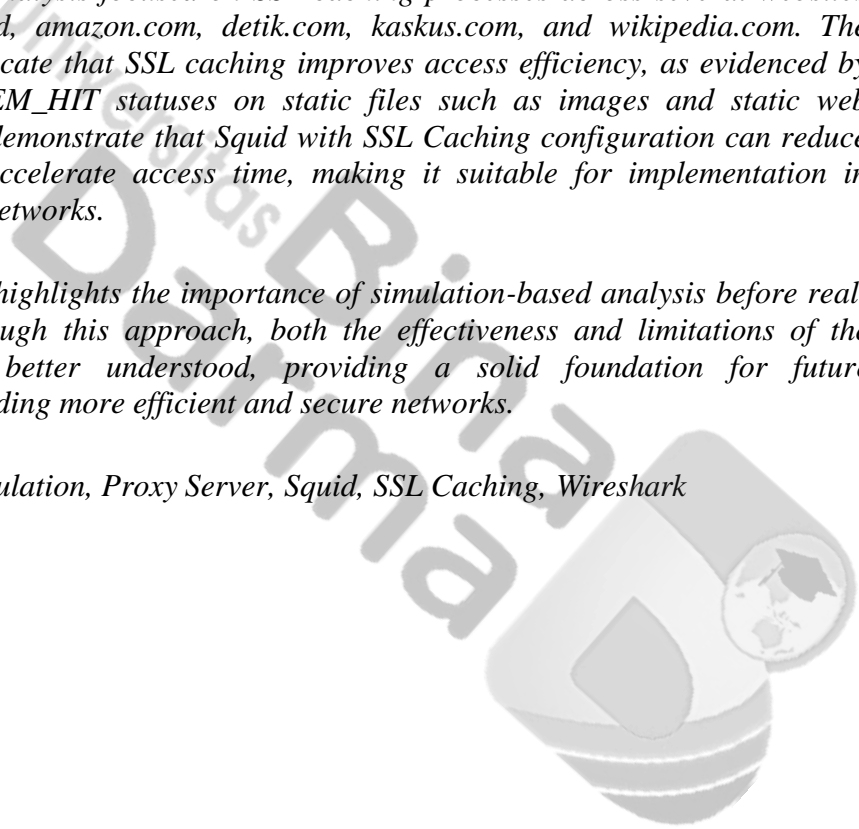 d, amazon.com, detik.com, kaskus.com, and wikipedia.com. The
cate that SSL caching improves access efficiency, as evidenced by
EM_HIT statuses on static files such as images and static web
demonstrate that Squid with SSL Caching configuration can reduce
ccelerate access time, making it suitable for implementation in
etworks.
highlights the importance of simulation-based analysis before real
ugh this approach, both the effectiveness and limitations of the
better understood, providing a solid foundation for future
ding more efficient and secure networks.
ulation, Proxy Server, Squid, SSL Caching, Wireshark
Universitas
Bina
Darma